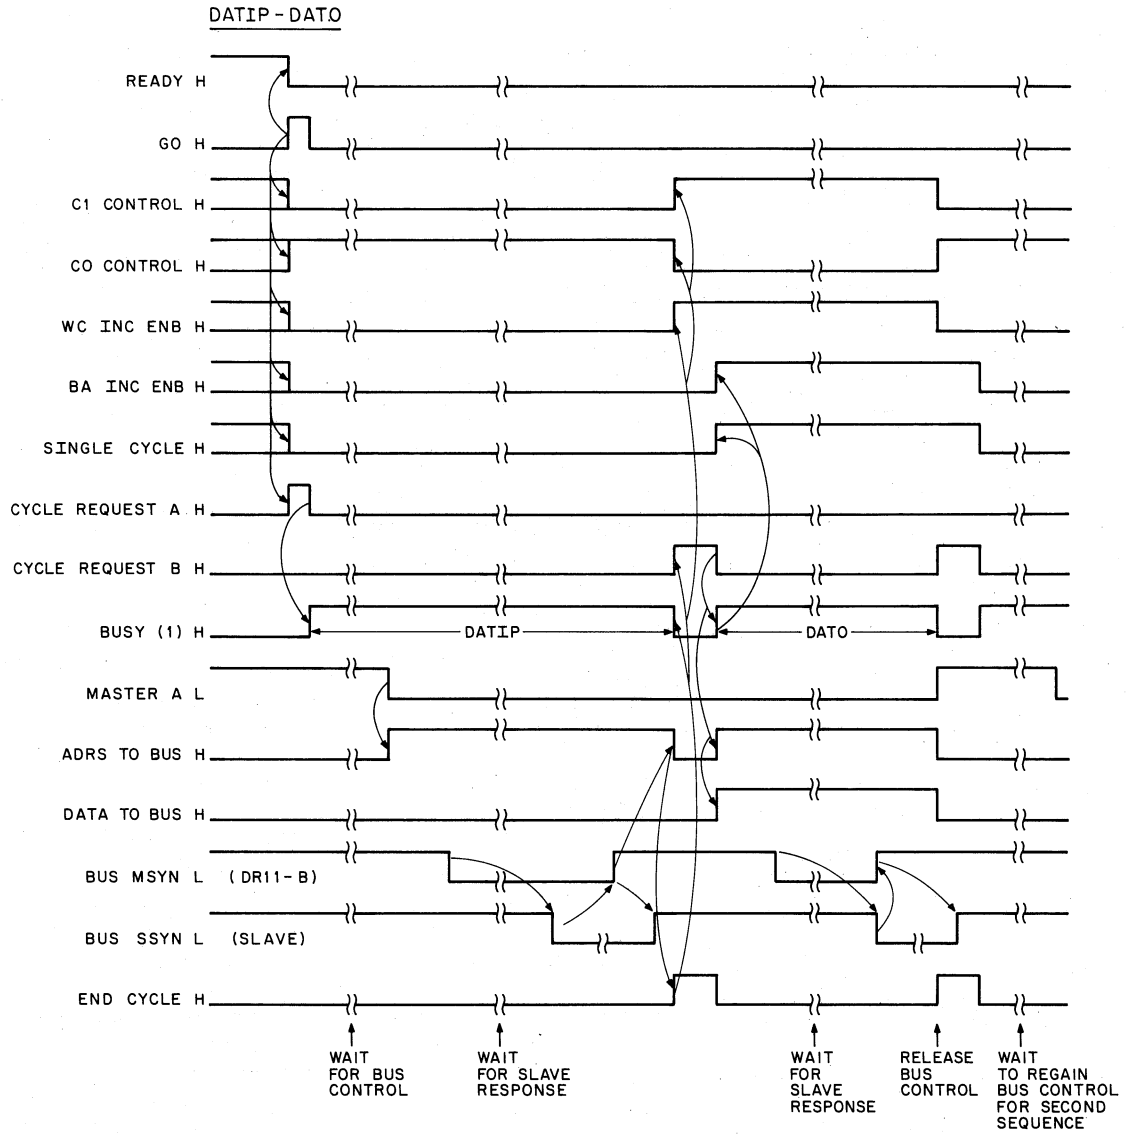 DATIP-DATO
READY H
GO H
C1 CONTROL H
CO CONTROL H
WC INC ENB H
BA INC ENB H
SINGLE CYCLE H
CYCLE REQUEST A H
CYCLE REQUEST B H
BUSY (1) H
DATIP
DATO
MASTER A L
ADRS TO BUS H
DATA TO BUS H
BUS MSYN L (DR11-B)
BUS SSYN L (SLAVE)
END CYCLE H
WAIT
FOR BUS
CONTROL
WAIT
FOR SLAVE
RESPONSE
WAIT
FOR
SLAVE
RESPONSE
RELEASE
BUS
CONTROL
WAIT
TO REGAIN
BUS CONTROL
FOR SECOND
SEQUENCE